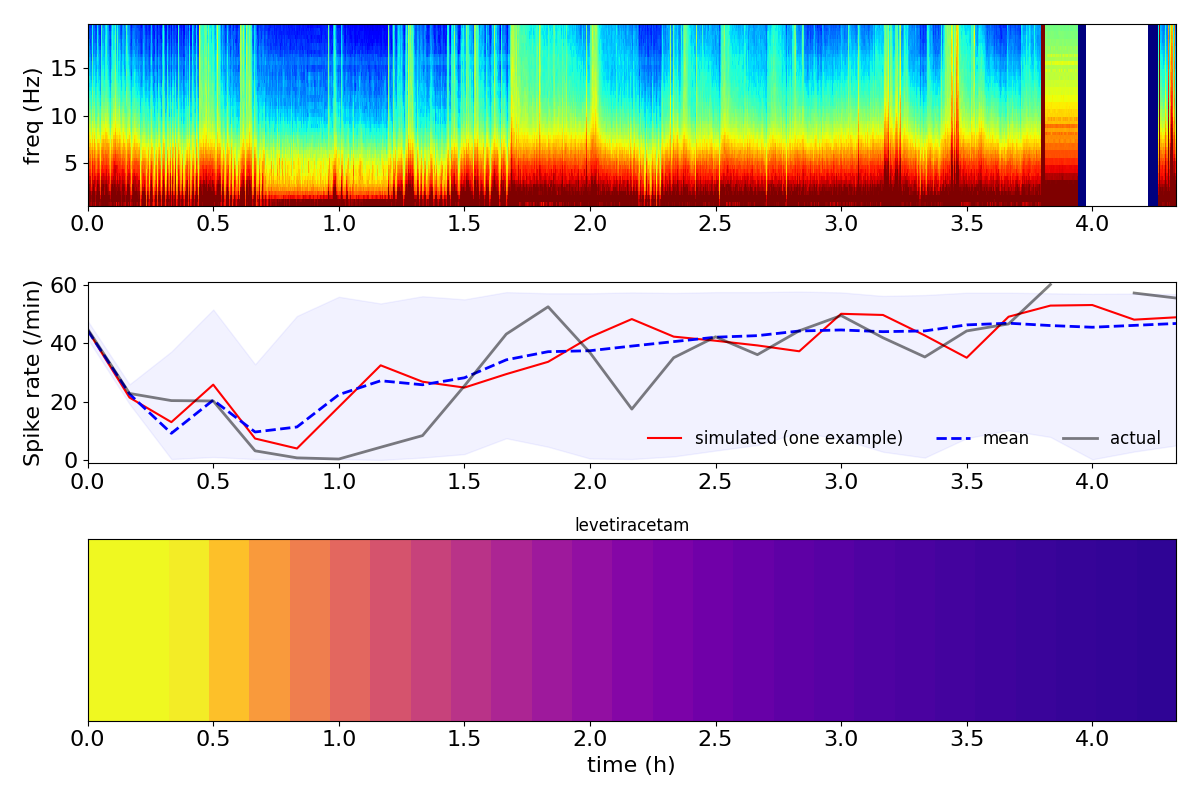 freq (Hz)
15
10
5
0.0 0.5 1.0 1.5 2.0 2.5 3.0 3.5 4.0
Spike rate (/min)
60
40
20
0
simulated (one example) mean actual
0.0 0.5 1.0 1.5 2.0 2.5 3.0 3.5 4.0
levetiracetam
0.0 0.5 1.0 1.5 2.0 2.5 3.0 3.5 4.0
time (h)